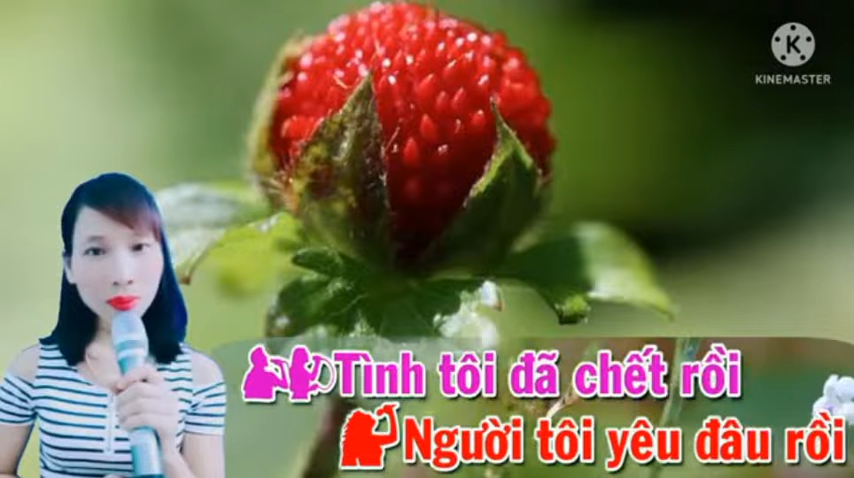 KINEMASTER
Tình tôi đã chết rồi
Người tôi yêu đâu rồi